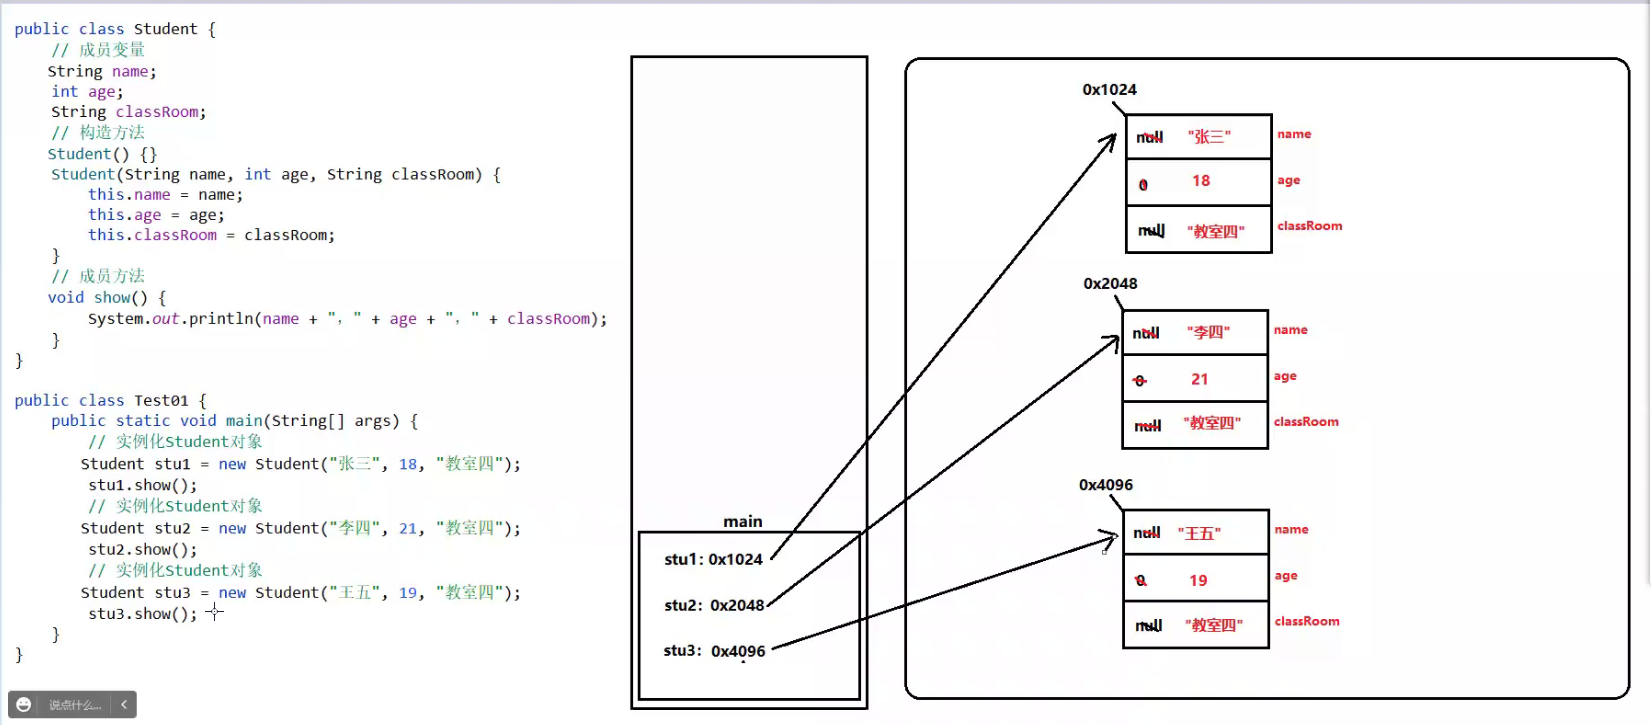 public class Student {
// 成员变量
String name;
int age;
String classRoom;
// 构造方法
Student() {}
Student(String name, int age, String classRoom) {
this.name = name;
this.age = age;
this.classRoom = classRoom;
}
// 成员方法
void show() {
System.out.println(name + ", " + age + ", " + classRoom);
}
}
public class Test01 {
public static void main(String[] args) {
// 实例化Student对象
Student stu1 = new Student("张三", 18, "教室四");
stu1.show();
// 实例化Student对象
Student stu2 = new Student("李四", 21, "教室四");
stu2.show();
// 实例化Student对象
Student stu3 = new Student("王五", 19, "教室四");
stu3.show();
}
}
说点什么...
main
stu1: 0x1024
stu2: 0x2048
stu3: 0x4096
0x1024
null "张三" name
0 18 age
null "教室四" classRoom
0x2048
null "李四" name
0 21 age
null "教室四" classRoom
0x4096
null "王五" name
0 19 age
null "教室四" classRoom